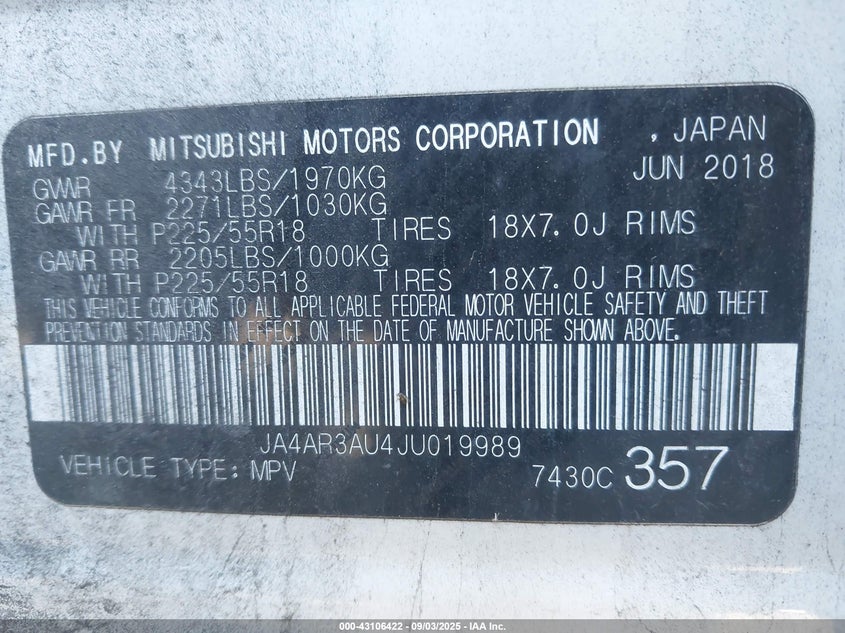 MFD.BY MITSUBISHI MOTORS CORPORATION , JAPAN
GVWR 4343LBS/1970KG JUN 2018
GAWR FR 2271LBS/1030KG
WITH P225/55R18 TIRES 18X7.0J RIMS
GAWR RR 2205LBS/1000KG
WITH P225/55R18 TIRES 18X7.0J RIMS
THIS VEHICLE CONFORMS TO ALL APPLICABLE FEDERAL MOTOR VEHICLE SAFETY AND THEFT
PREVENTION STANDARDS IN EFFECT ON THE DATE OF MANUFACTURE SHOWN ABOVE.
JA4AR3AU4JU019989
VEHICLE TYPE: MPV 7430C 357
000-43106422 - 09/03/2025 - IAA Inc.